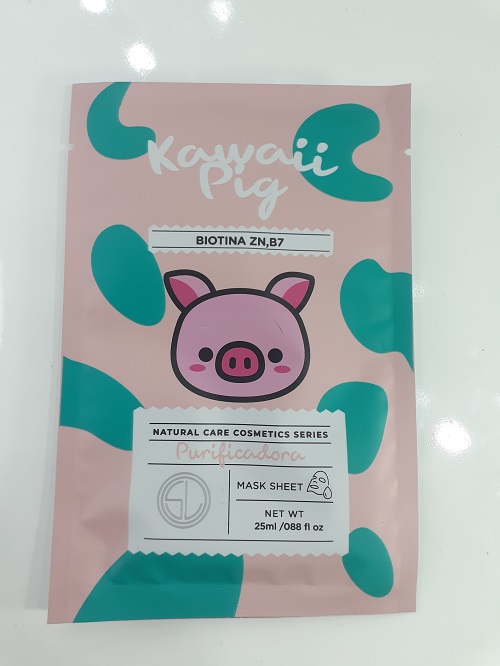 Kawaii
Pig
BIOTINA ZN,B7
NATURAL CARE COSMETICS SERIES
Purificadora
MASK SHEET
NET WT
25ml /088 fl oz